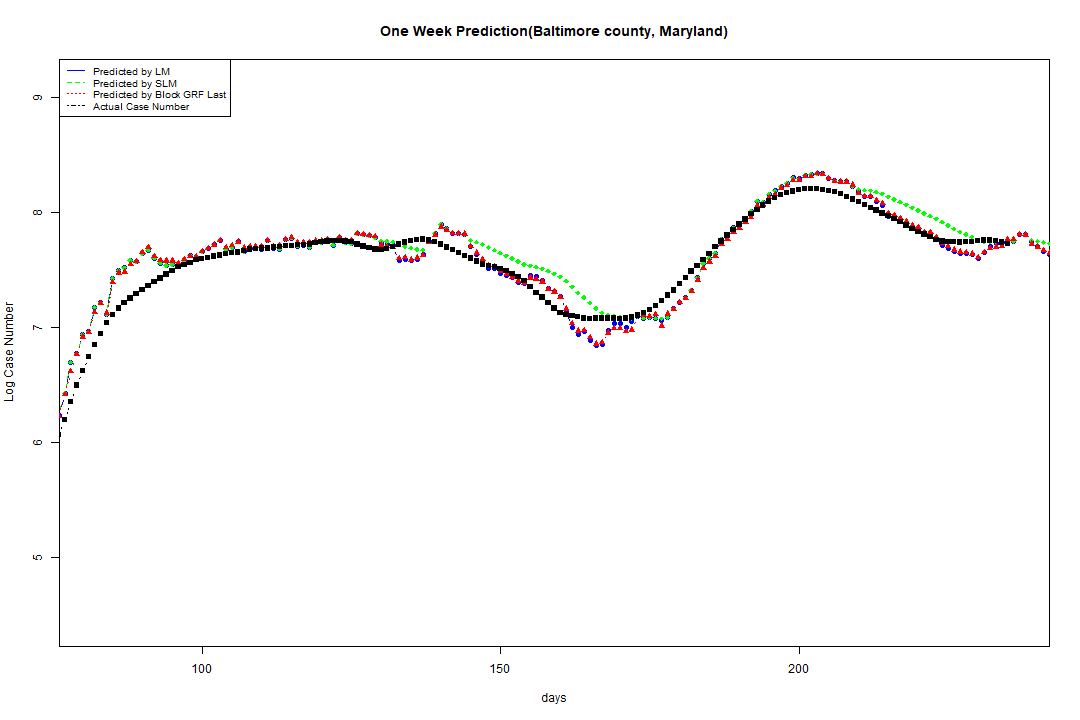 One Week Prediction(Baltimore county, Maryland)
Predicted by LM
Predicted by SLM
Predicted by Block GRF Last
Actual Case Number
Log Case Number
9
8
7
6
5
100
150
200
days